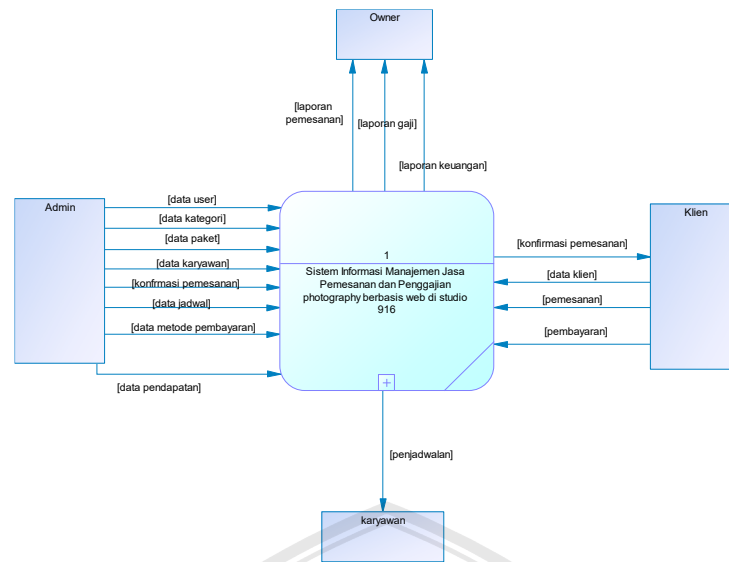 Owner
[laporan
pemesanan]
[laporan gaji]
[laporan keuangan]
Admin
[data user]
[data kategori]
[data paket]
[data karyawan]
[konfrmasi pemesanan]
[data jadwal]
[data metode pembayaran]
[data pendapatan]
1
Sistem Informasi Manajemen Jasa
Pemesanan dan Penggajian
photography berbasis web di studio
916
Klien
[konfirmasi pemesanan]
[data klien]
[pemesanan]
[pembayaran]
[penjadwalan]
karyawan